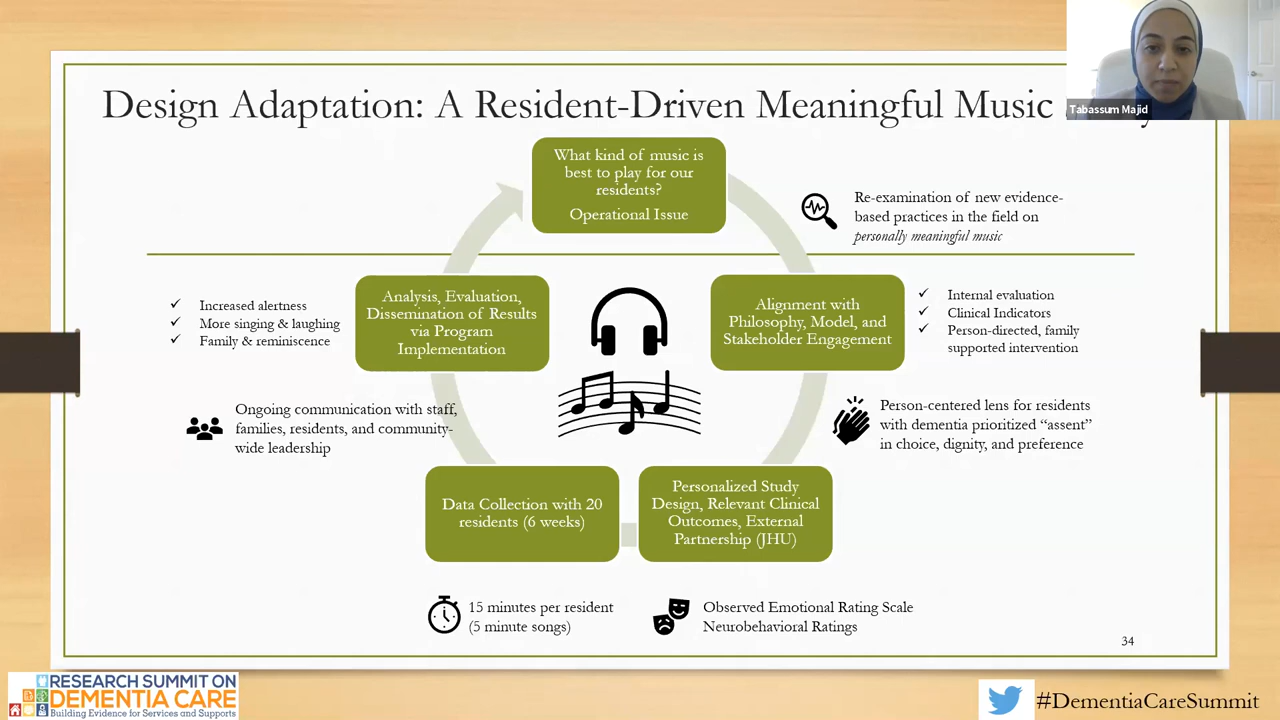 Design Adaptation: A Resident-Driven Meaningful Music
Tabassum Majid
What kind of music is
best to play for our
residents?
Operational Issue
Re-examination of new evidence-
based practices in the field on
personally meaningful music
Alignment with
Philosophy, Model, and
Stakeholder Engagement
Internal evaluation
Clinical Indicators
Person-directed, family
supported intervention
Person-centered lens for residents
with dementia prioritized “assent”
in choice, dignity, and preference
Personalized Study
Design, Relevant Clinical
Outcomes, External
Partnership (JHU)
Observed Emotional Rating Scale
Neurobehavioral Ratings
Data Collection with 20
residents (6 weeks)
15 minutes per resident
(5 minute songs)
Ongoing communication with staff,
families, residents, and community-
wide leadership
Analysis, Evaluation,
Dissemination of Results
via Program
Implementation
Increased alertness
More singing & laughing
Family & reminiscence
34
RESEARCH SUMMIT ON
DEMENTIA CARE
Building Evidence for Services and Supports
#DementiaCareSummit